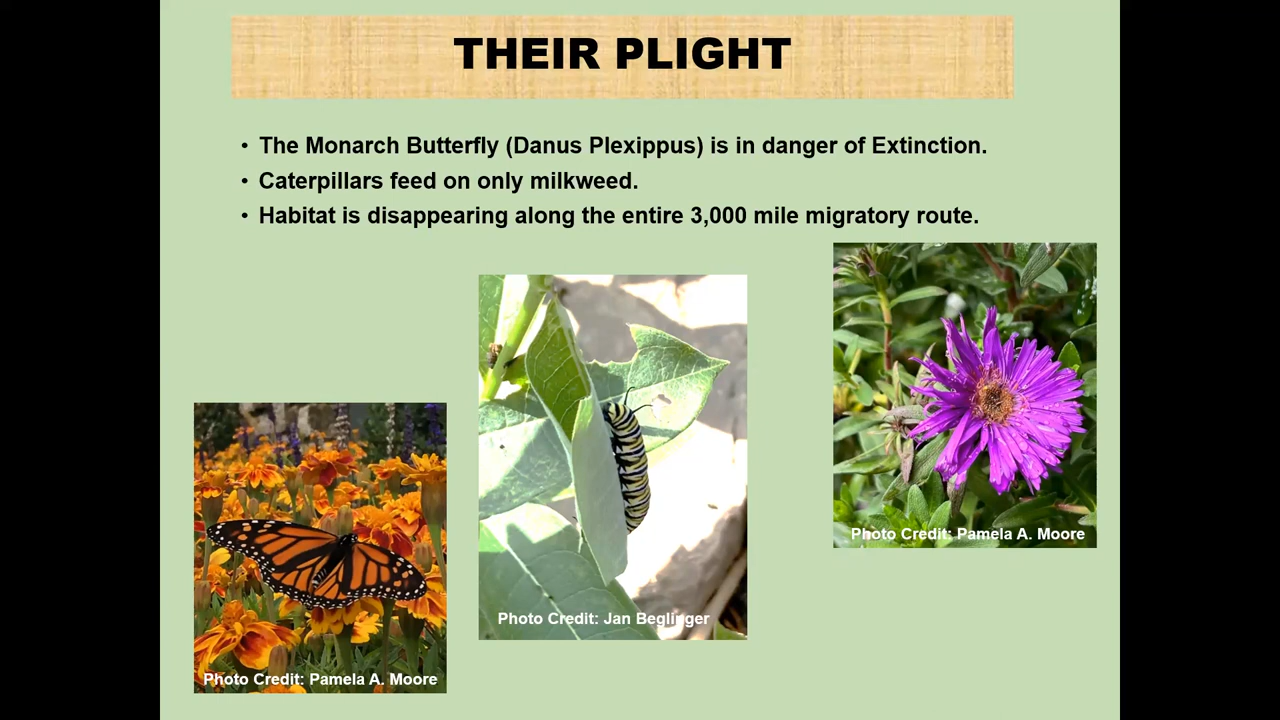 THEIR PLIGHT
• The Monarch Butterfly (Danus Plexippus) is in danger of Extinction.
• Caterpillars feed on only milkweed.
• Habitat is disappearing along the entire 3,000 mile migratory route.
Photo Credit: Pamela A. Moore
Photo Credit: Jan Beglinger
Photo Credit: Pamela A. Moore